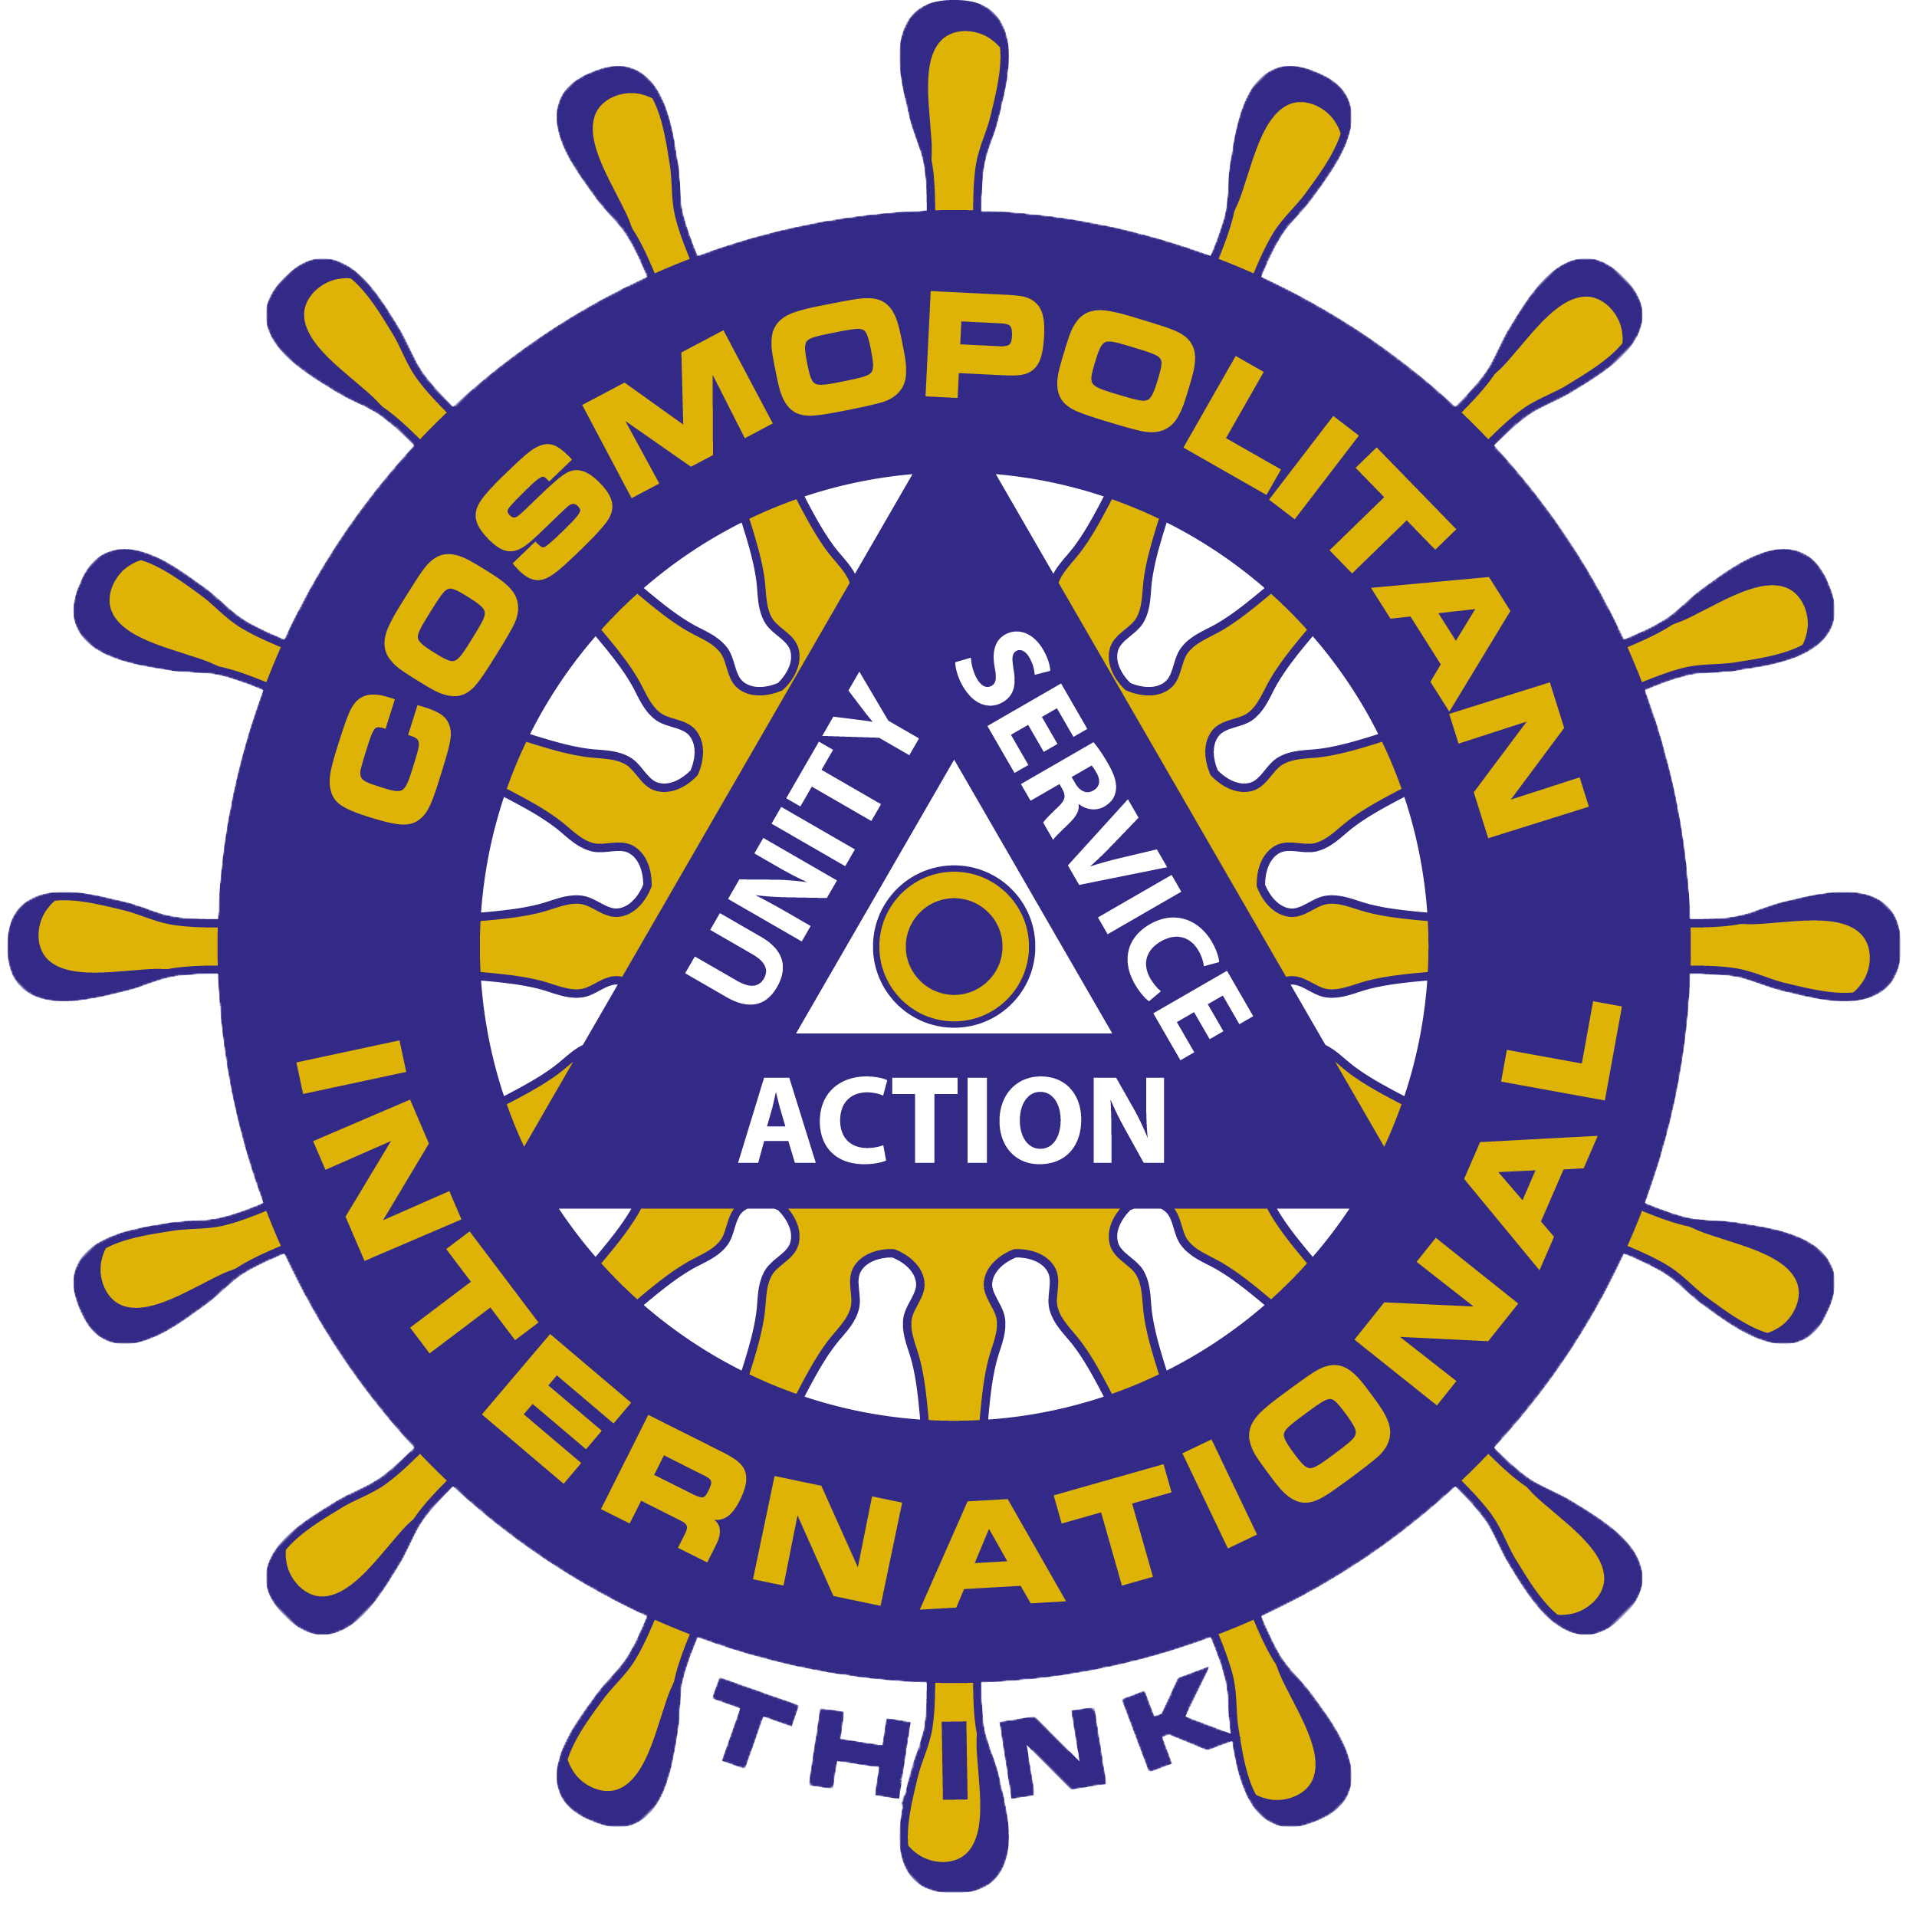 COSMOPOLITAN
INTERNATIONAL
UNITY
SERVICE
ACTION
THINK